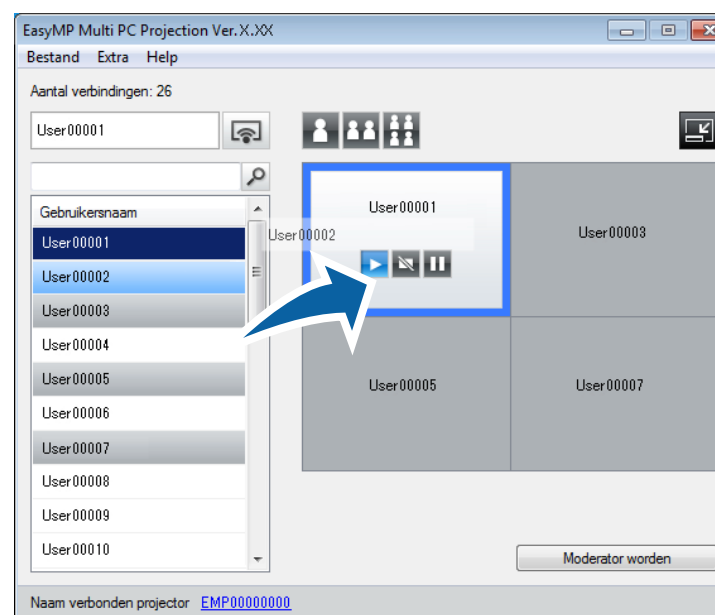 EasyMP Multi PC Projection Ver.X.XX
Bestand Extra Help
Aantal verbindingen: 26
User00001
Gebruikersnaam
User00001
User00002
User00003
User00004
User00005
User00006
User00007
User00008
User00009
User00010
User00001
User00002
User00003
User00005
User00007
Moderator worden
Naam verbonden projector EMP00000000